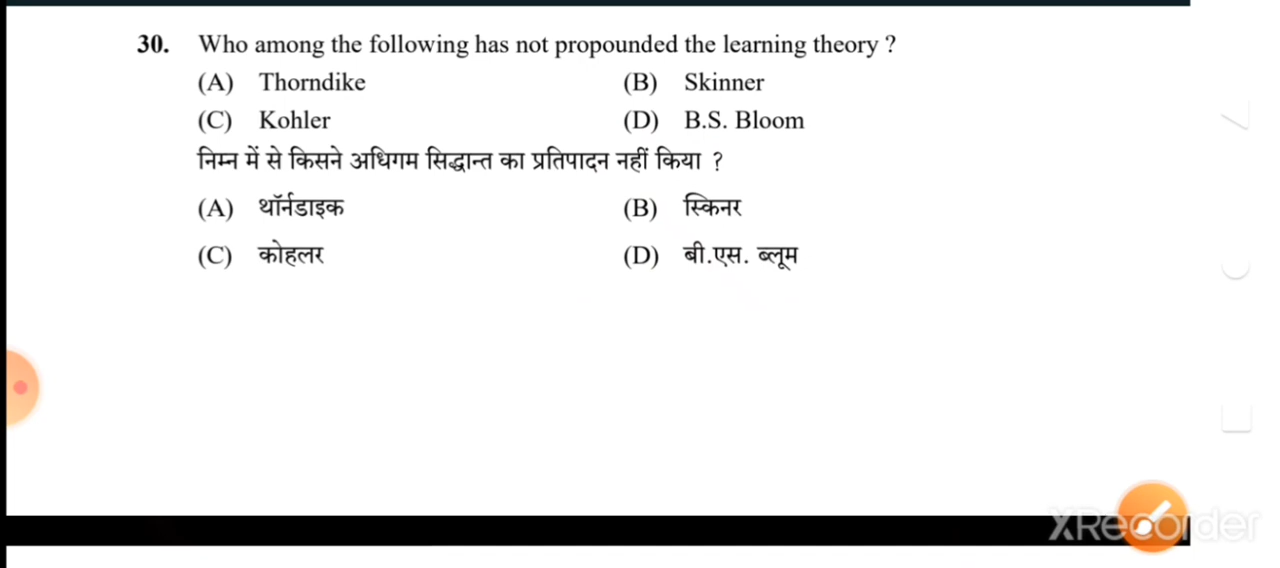 30. Who among the following has not propounded the learning theory ?
(A) Thorndike (B) Skinner
(C) Kohler (D) B.S. Bloom
निम्न में से किसने अधिगम सिद्धान्त का प्रतिपादन नहीं किया ?
(A) थॉर्नडाइक (B) स्किनर
(C) कोहलर (D) बी.एस. ब्लूम
XRecorder